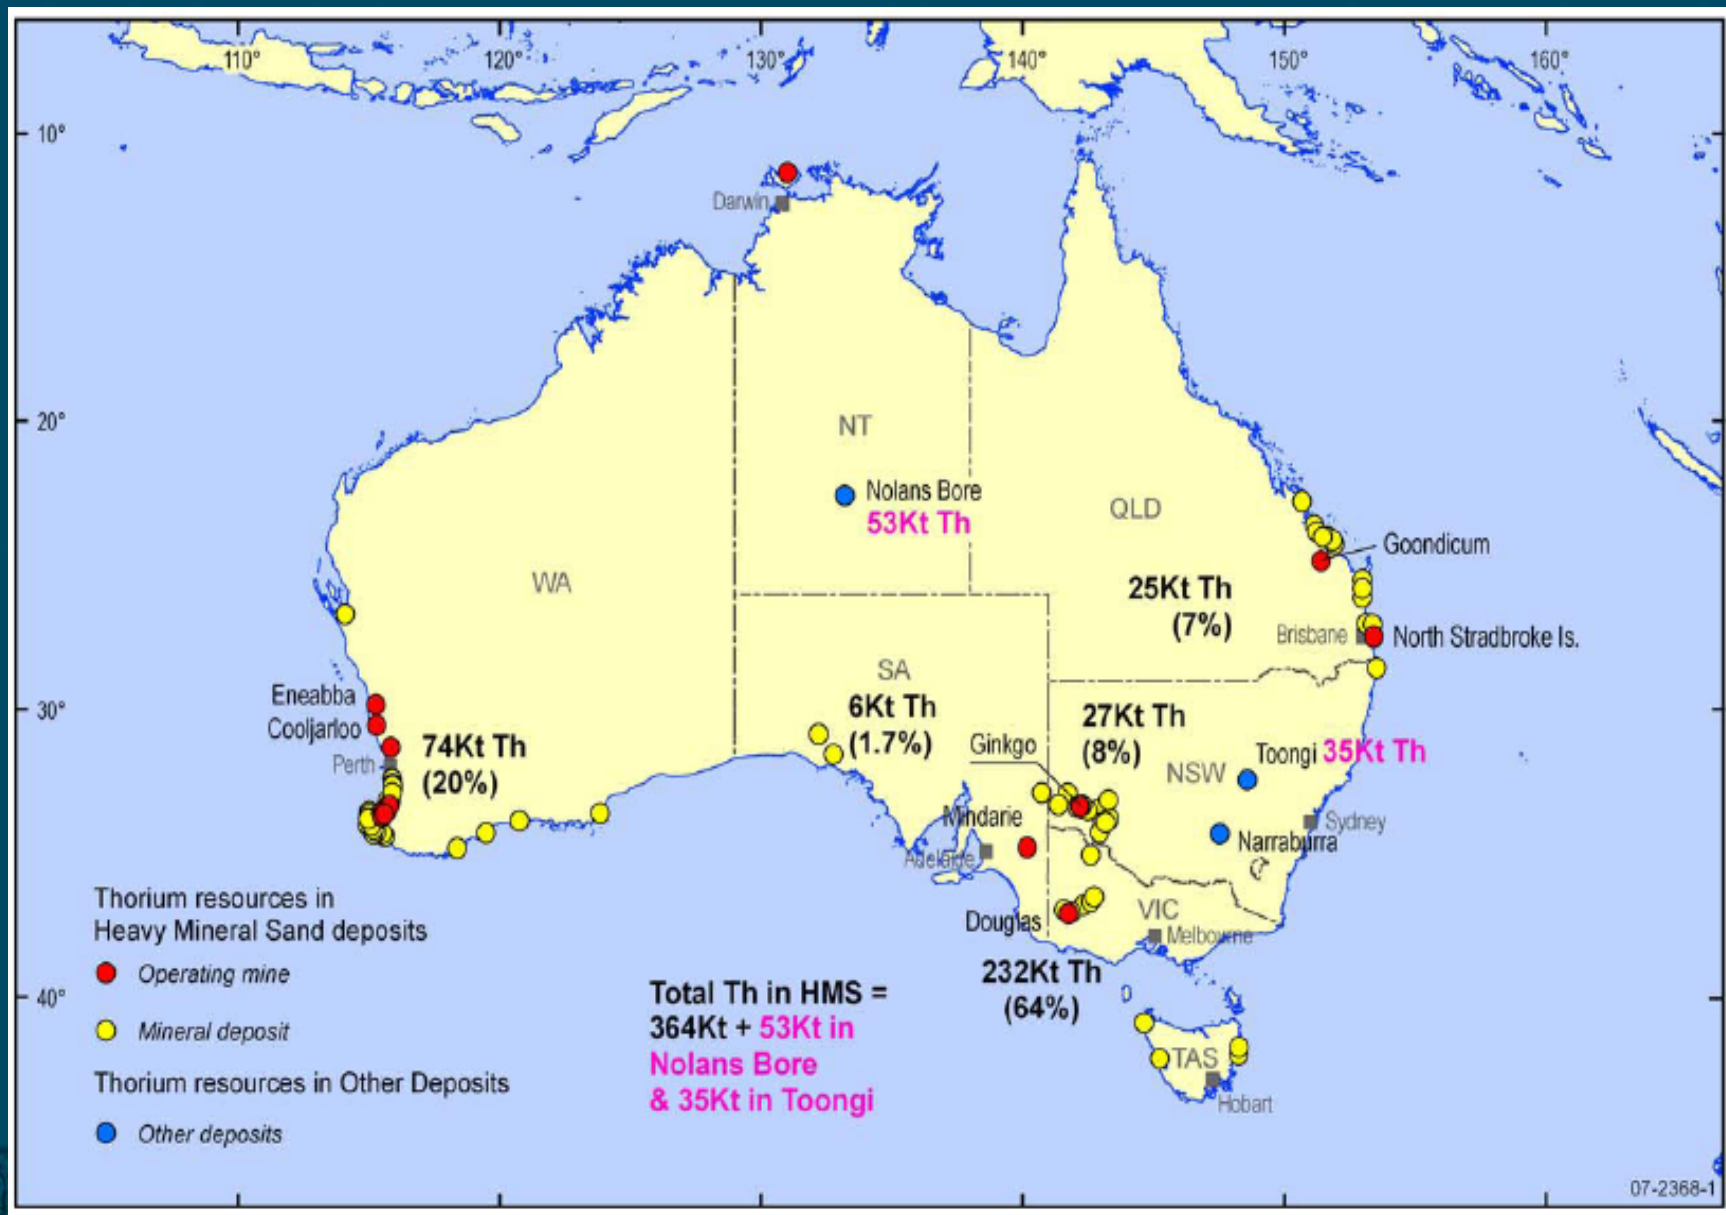 110°
120°
130°
140°
150°
160°
10°
20°
30°
40°
Darwin
NT
Nolans Bore
53Kt Th
QLD
Goondicum
WA
25Kt Th
(7%)
Brisbane
North Stradbroke Is.
SA
6Kt Th
(1.7%)
Eneabba
Cooljarloo
Perth
74Kt Th
(20%)
27Kt Th
(8%)
Ginkgo
Toongi 35Kt Th
NSW
Mindarie
Sydney
Adelaide
Narraburra
Douglas
VIC
Melbourne
232Kt Th
(64%)
TAS
Hobart
Thorium resources in
Heavy Mineral Sand deposits
Operating mine
Mineral deposit
Thorium resources in Other Deposits
Other deposits
Total Th in HMS =
364Kt + 53Kt in
Nolans Bore
& 35Kt in Toongi
07-2368-1